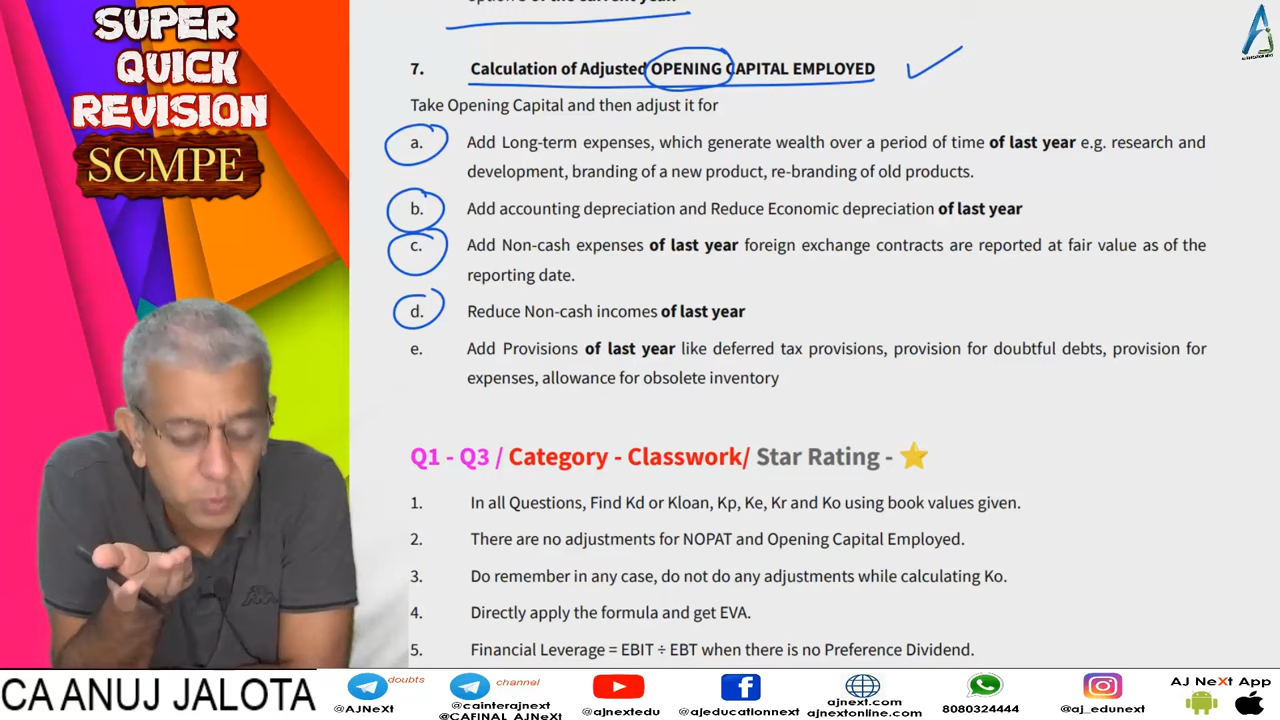 SUPER
QUICK
REVISION
SCMPE
7. Calculation of Adjusted OPENING CAPITAL EMPLOYED
Take Opening Capital and then adjust it for
a. Add Long-term expenses, which generate wealth over a period of time of last year e.g. research and
development, branding of a new product, re-branding of old products.
b. Add accounting depreciation and Reduce Economic depreciation of last year
c. Add Non-cash expenses of last year foreign exchange contracts are reported at fair value as of the
reporting date.
d. Reduce Non-cash incomes of last year
e. Add Provisions of last year like deferred tax provisions, provision for doubtful debts, provision for
expenses, allowance for obsolete inventory
Q1 - Q3 / Category - Classwork/ Star Rating - ⭐
1. In all Questions, Find Kd or Kloan, Kp, Ke, Kr and Ko using book values given.
2. There are no adjustments for NOPAT and Opening Capital Employed.
3. Do remember in any case, do not do any adjustments while calculating Ko.
4. Directly apply the formula and get EVA.
5. Financial Leverage = EBIT ÷ EBT when there is no Preference Dividend.
CA ANUJ JALOTA
doubts
@AJNeXt
channel
@cainterajnext
@CAFINAL_AJNeXt
@ajnextedu
@ajeducationnext
ajnext.com
ajnextonline.com
8080324444
@aj_edunext
AJ NeXt App